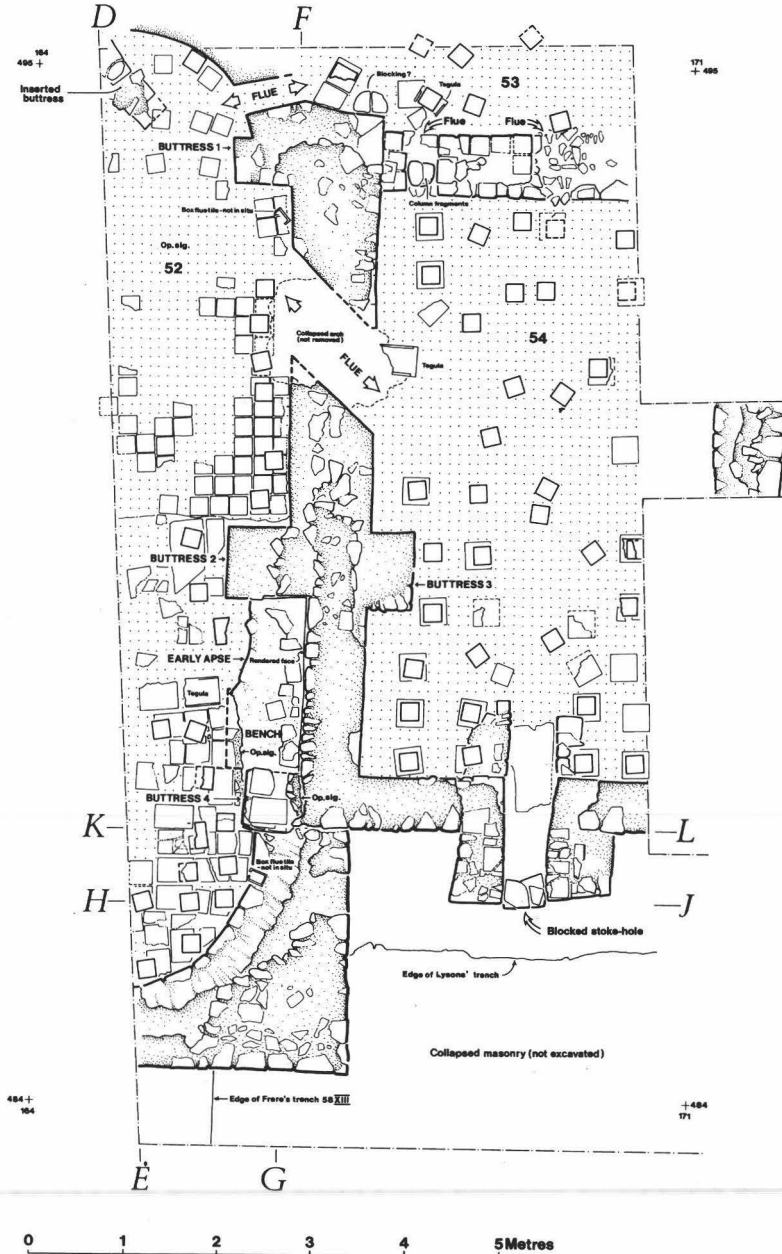 D
F
164
495 +
171
+ 495
Inserted
buttress
FLUE
Blocking?
53
Tegula
Flue
Flue
BUTTRESS 1
Column fragments
Box flue tile - not in situ
Op. sig.
52
Collapsed arch
(not removed)
54
FLUE
Tegula
BUTTRESS 2
BUTTRESS 3
EARLY APSE
Rendered face
Tegula
BENCH
Op. sig.
BUTTRESS 4
Op. sig.
K
L
Box flue tile
- not in situ
H
J
Blocked stoke-hole
Edge of Lysons' trench
Collapsed masonry (not excavated)
484 +
164
Edge of Frere's trench 58 XIII
+ 484
171
E
G
0 1 2 3 4 5 Metres